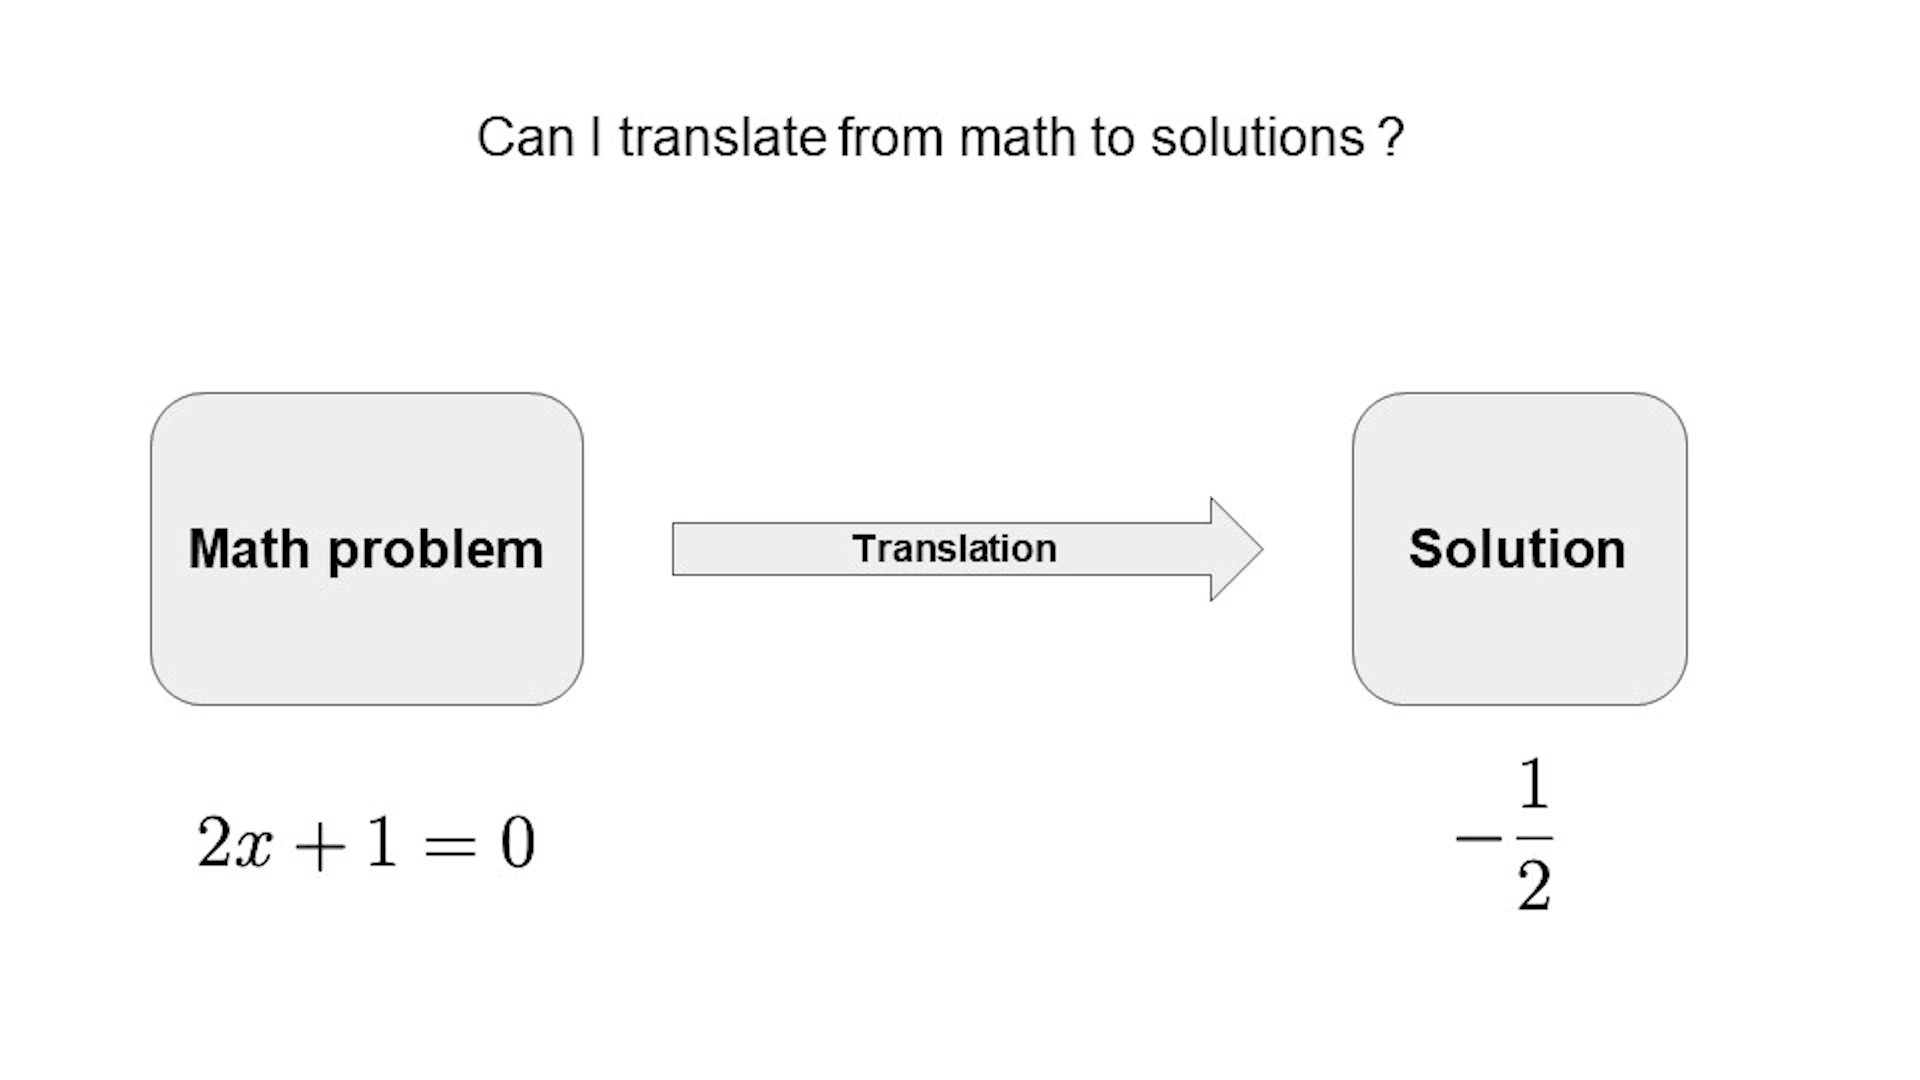 Can I translate from math to solutions ?
Math problem
Translation
Solution
2x + 1 = 0
-1/2